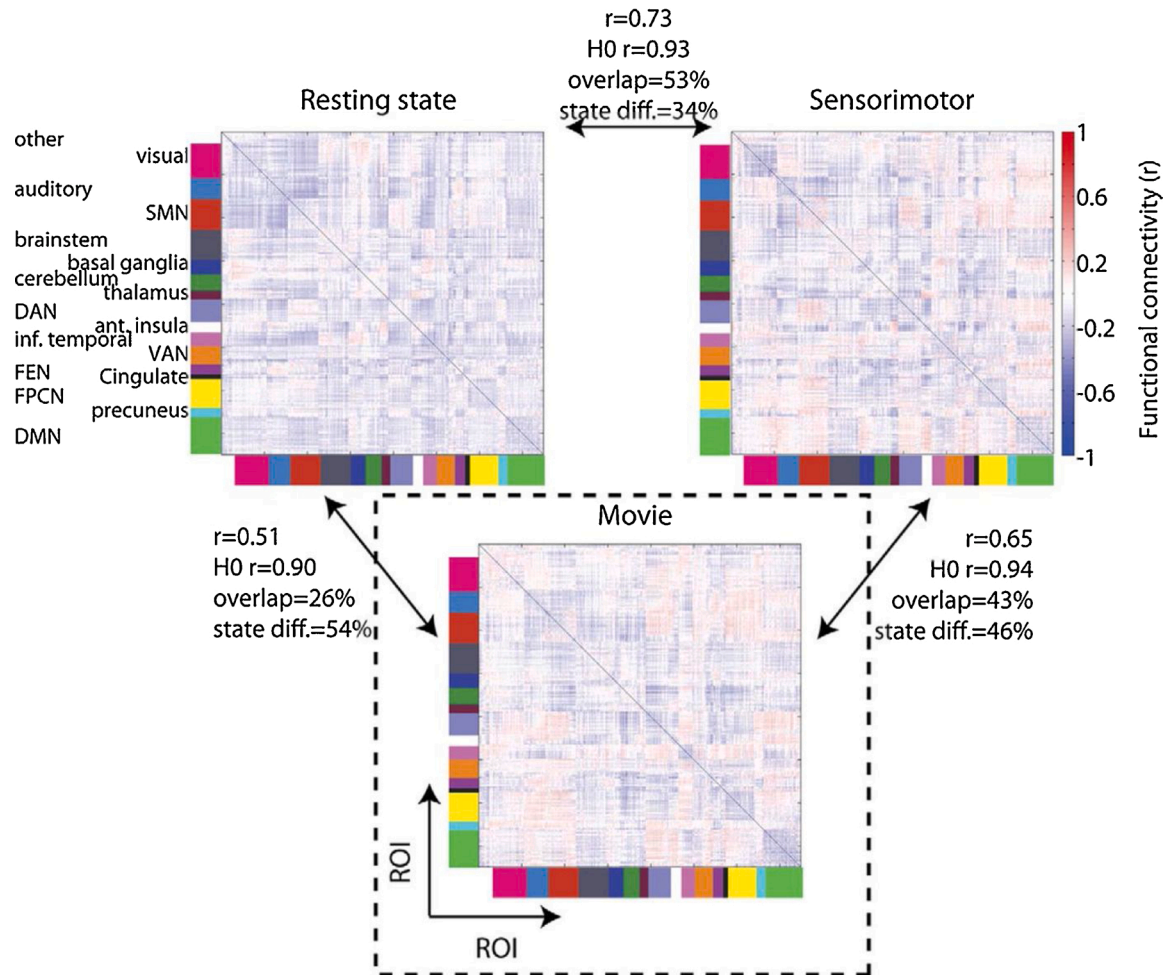 r=0.73
H0 r=0.93
overlap=53%
state diff.=34%
Resting state
Sensorimotor
other
visual
auditory
SMN
brainstem
basal ganglia
cerebellum
thalamus
DAN
ant. insula
inf. temporal
VAN
FEN
Cingulate
FPCN
precuneus
DMN
1
0.6
0.2
-0.2
-0.6
-1
Functional connectivity (r)
r=0.51
H0 r=0.90
overlap=26%
state diff.=54%
Movie
r=0.65
H0 r=0.94
overlap=43%
state diff.=46%
ROI
ROI